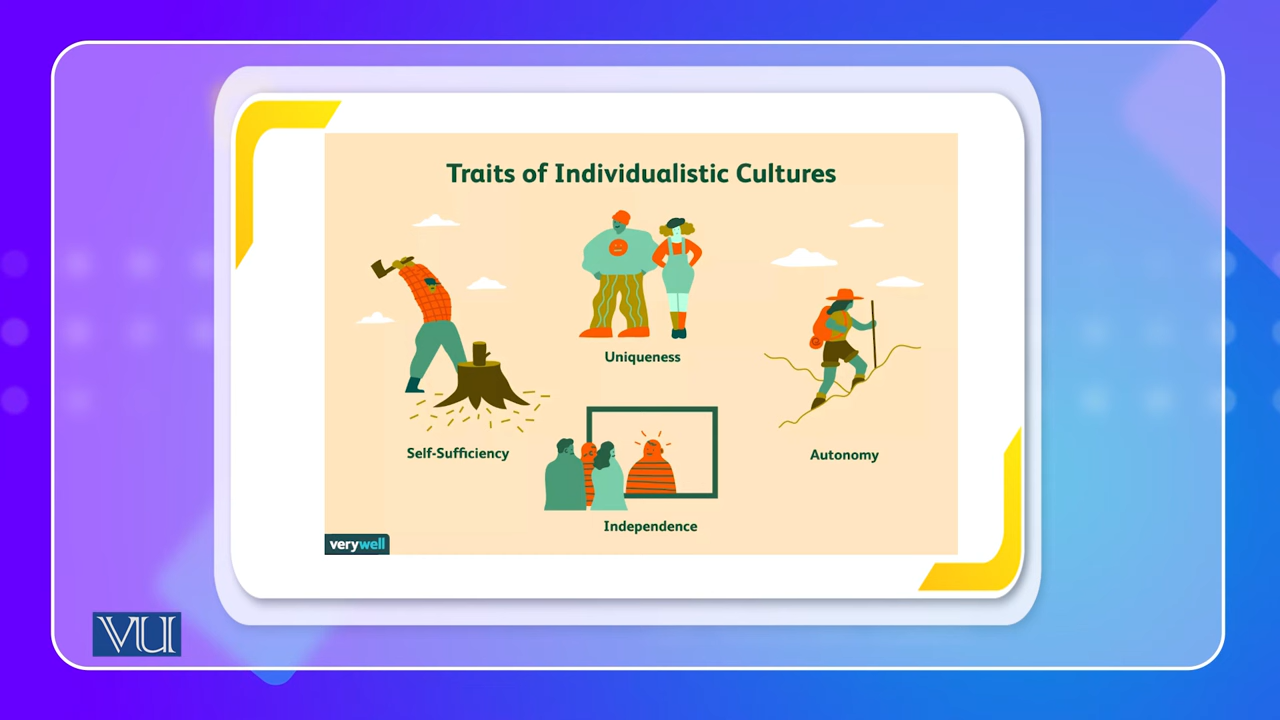 Traits of Individualistic Cultures
Uniqueness
Self-Sufficiency
Autonomy
Independence
verywell
VU